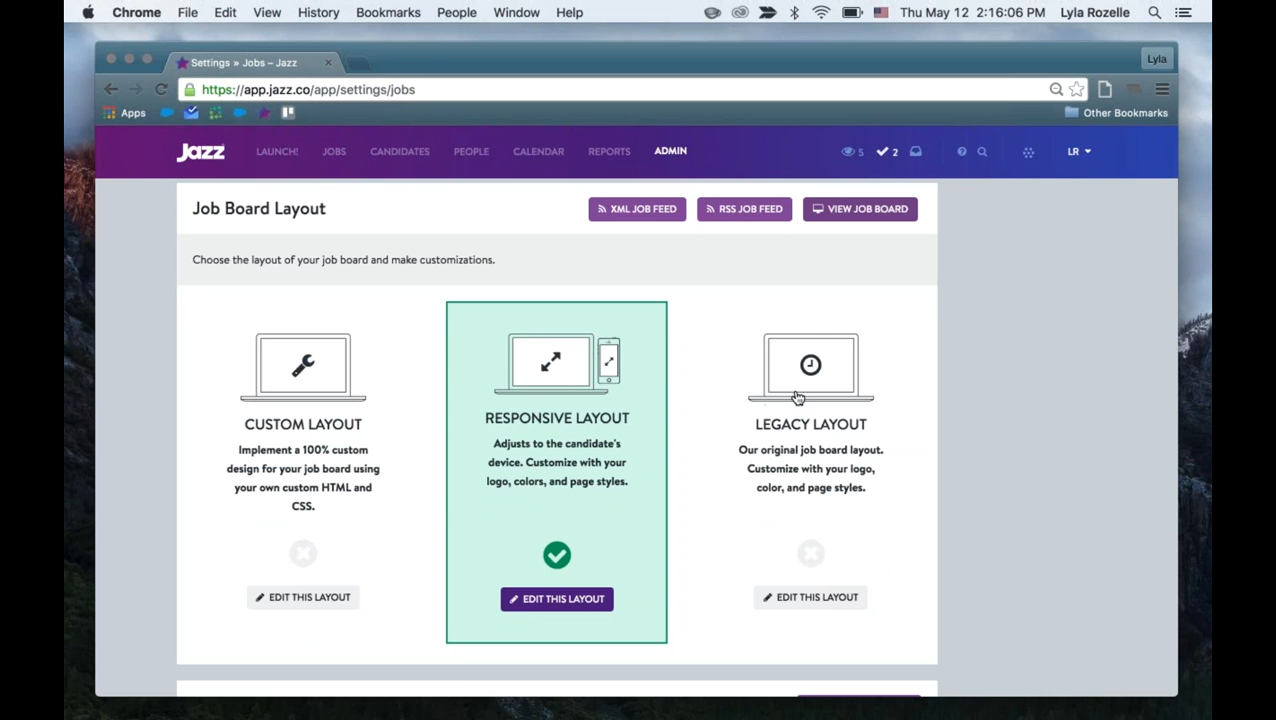 Chrome File Edit View History Bookmarks People Window Help Thu May 12 2:16:06 PM Lyla Rozelle
Settings » Jobs – Jazz × Lyla
https://app.jazz.co/app/settings/jobs
Apps Other Bookmarks
Jazz LAUNCH! JOBS CANDIDATES PEOPLE CALENDAR REPORTS ADMIN 5 2 LR
Job Board Layout XML JOB FEED RSS JOB FEED VIEW JOB BOARD
Choose the layout of your job board and make customizations.
CUSTOM LAYOUT
Implement a 100% custom
design for your job board using
your own custom HTML and
CSS.
EDIT THIS LAYOUT
RESPONSIVE LAYOUT
Adjusts to the candidate's
device. Customize with your
logo, colors, and page styles.
EDIT THIS LAYOUT
LEGACY LAYOUT
Our original job board layout.
Customize with your logo,
color, and page styles.
EDIT THIS LAYOUT